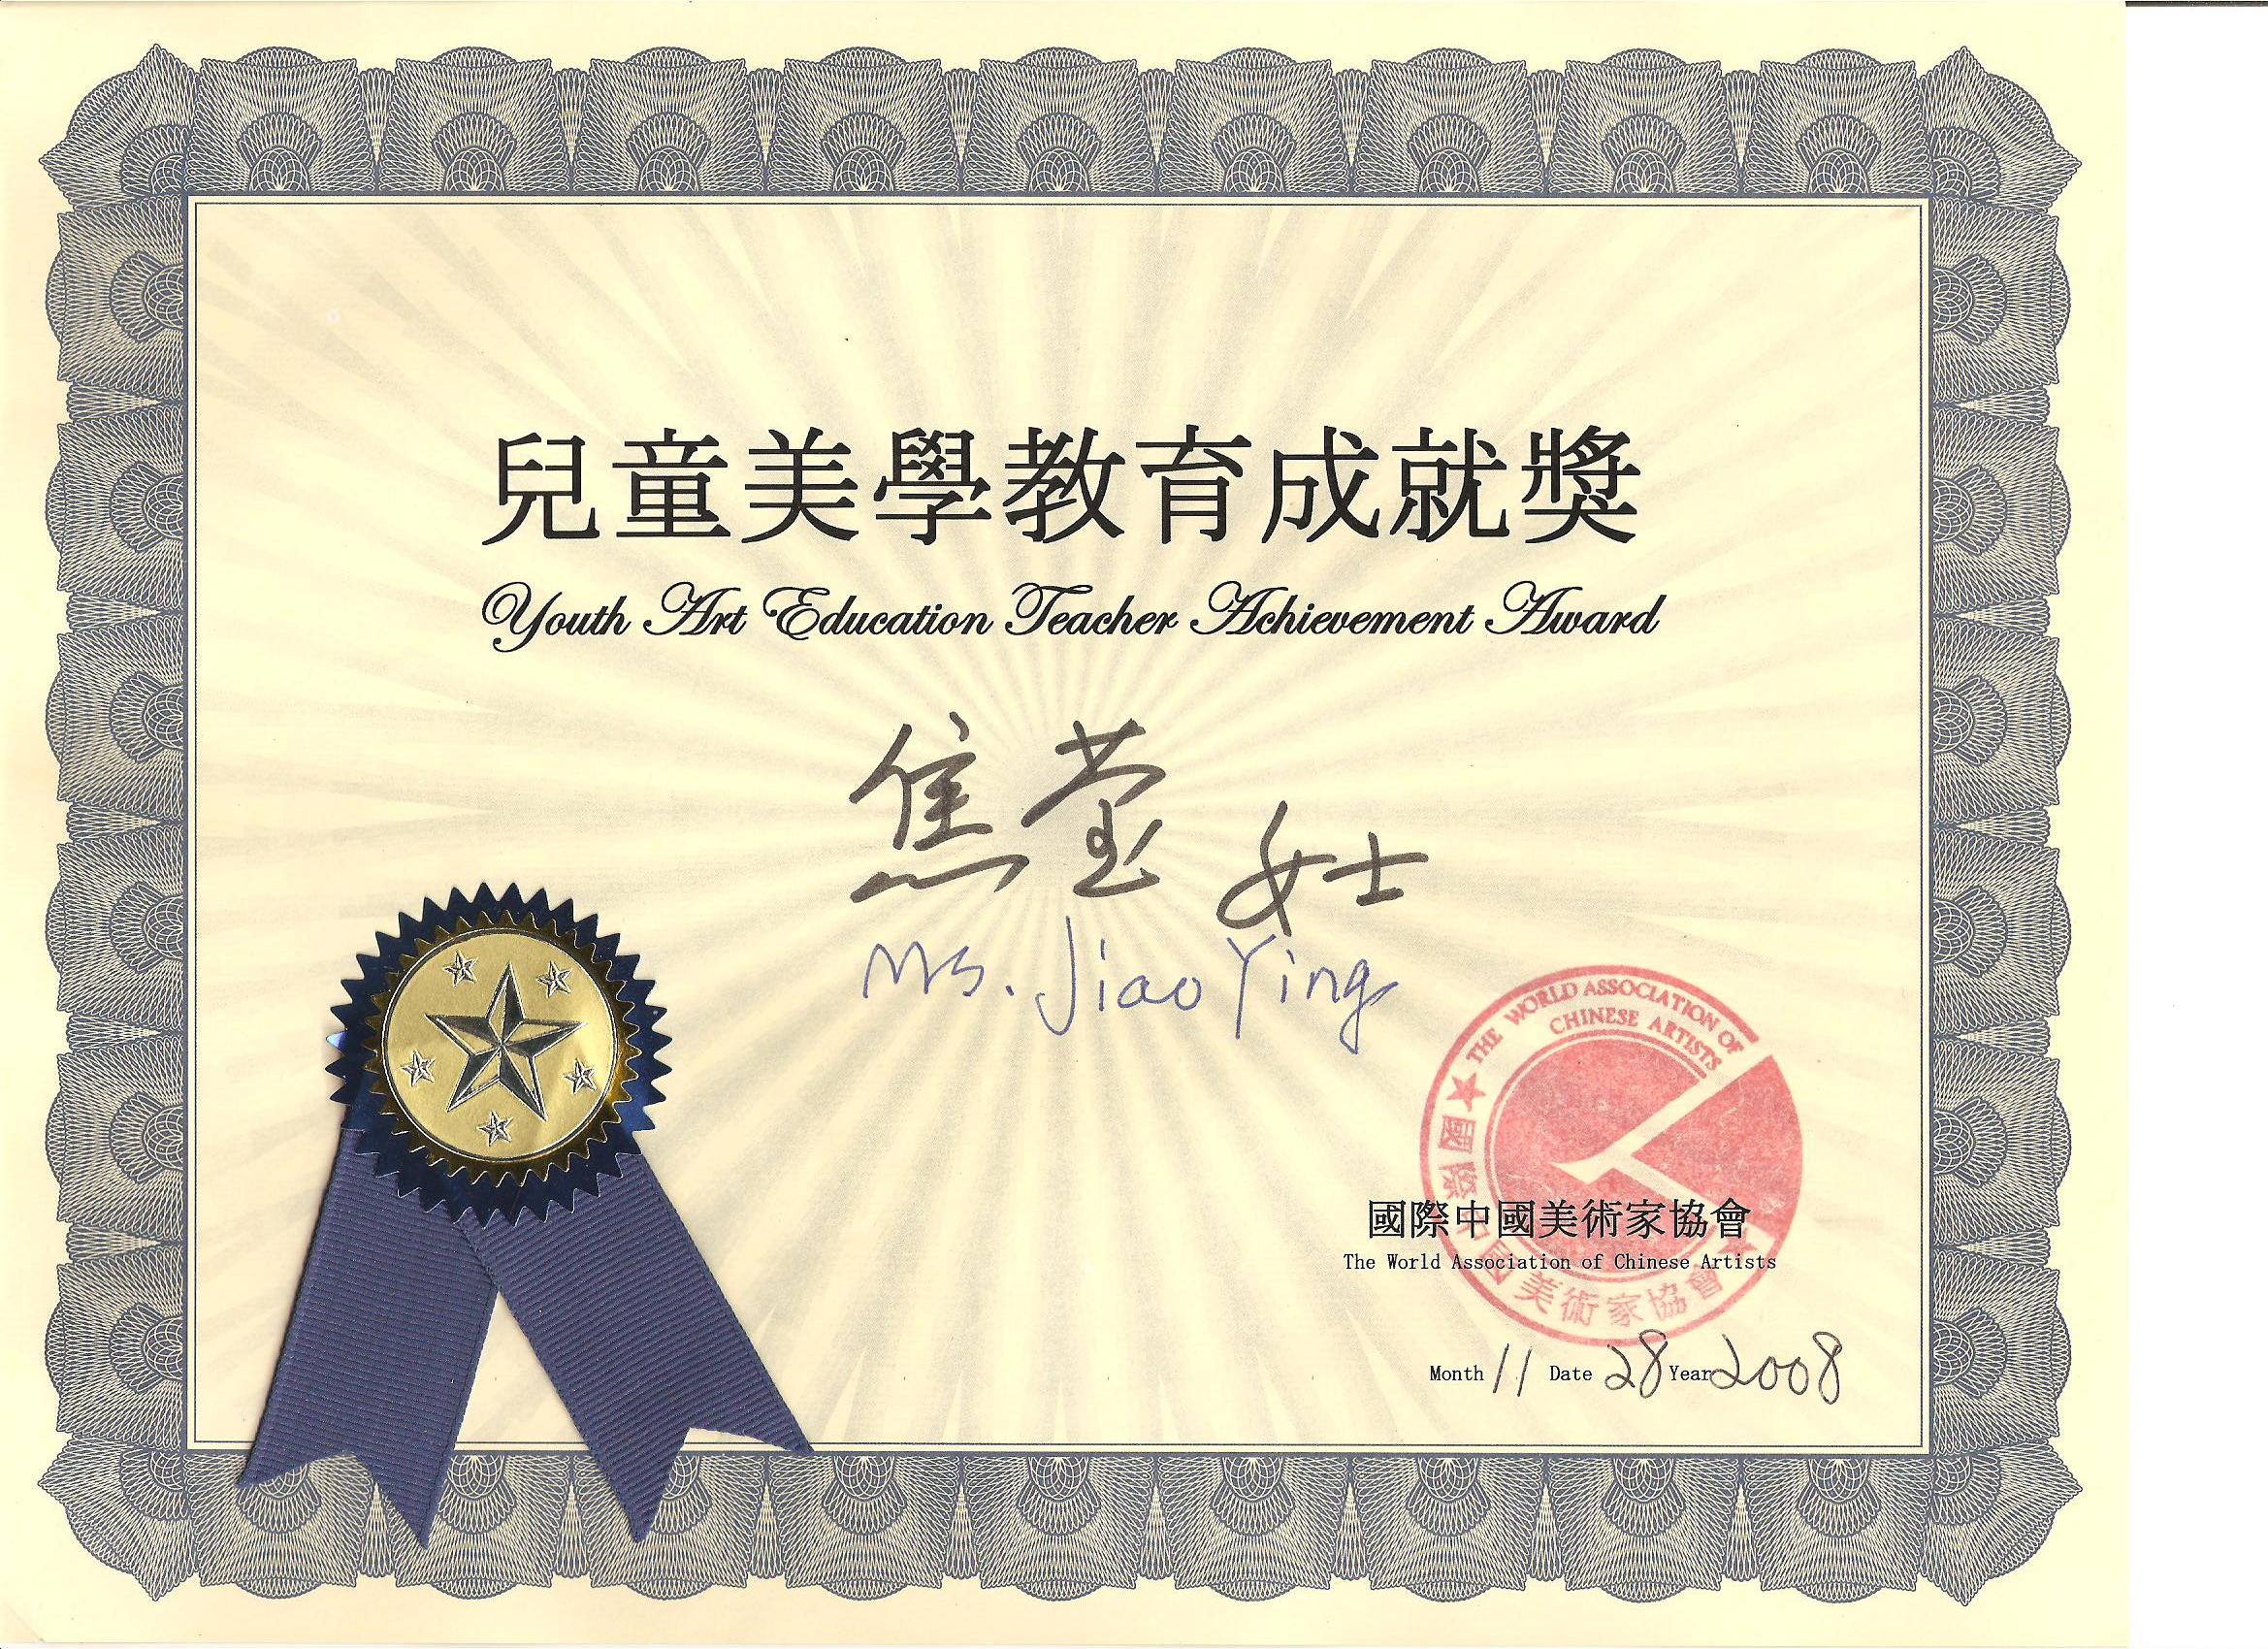 兒童美學教育成就獎
Youth Art Education Teacher Achievement Award
焦莹 女士
Ms. Jiao Ying
THE WORLD ASSOCIATION OF
CHINESE ARTISTS
國際中國美術家協會
國際中國美術家協會
The World Association of Chinese Artists
Month 11 Date 28 Year 2008